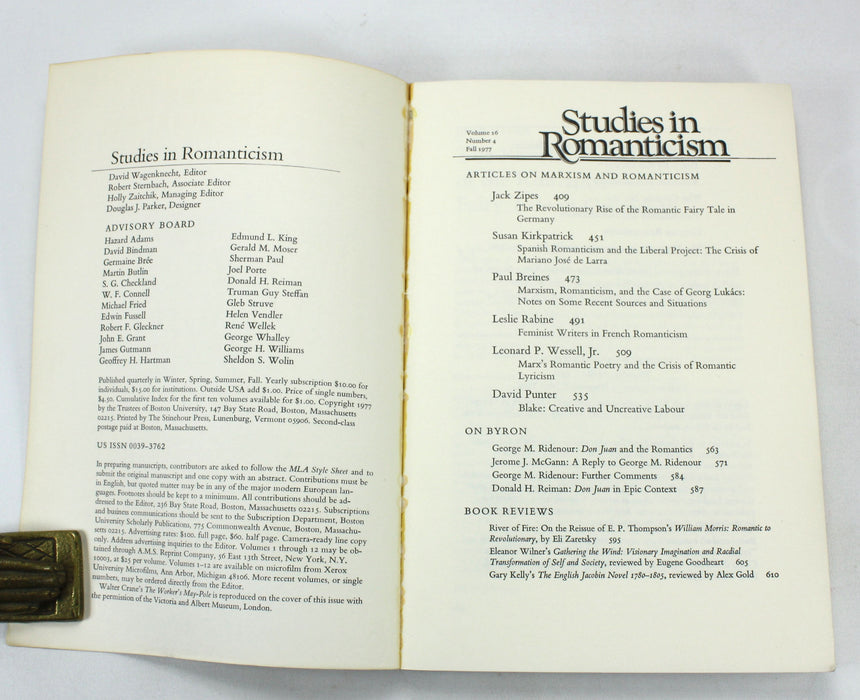 Studies in Romanticism
David Wagenknecht, Editor
Robert Sternbach, Associate Editor
Holly Zaitchik, Managing Editor
Douglas J. Parker, Designer
ADVISORY BOARD
Hazard Adams
David Bindman
Germaine Brée
Martin Butlin
S. G. Checkland
W. F. Connell
Michael Fried
Edwin Fussell
Robert F. Gleckner
John E. Grant
James Gutmann
Geoffrey H. Hartman
Edmund L. King
Gerald M. Moser
Sherman Paul
Joel Porte
Donald H. Reiman
Truman Guy Steffan
Gleb Struve
Helen Vendler
René Wellek
George Whalley
George H. Williams
Sheldon S. Wolin
Published quarterly in Winter, Spring, Summer, Fall. Yearly subscription $10.00 for
individuals, $15.00 for institutions. Outside USA add $1.00. Price of single numbers,
$4.50. Cumulative Index for the first ten volumes available for $1.00. Copyright 1977
by the Trustees of Boston University, 147 Bay State Road, Boston, Massachusetts
02215. Printed by The Stinehour Press, Lunenburg, Vermont 05906. Second-class
postage paid at Boston, Massachusetts.
US ISSN 0039-3762
In preparing manuscripts, contributors are asked to follow the MLA Style Sheet and to
submit the original manuscript and one copy with an abstract. Contributions must be
in English, but quoted matter may be in any of the major modern European lan-
guages. Footnotes should be kept to a minimum. All contributions should be ad-
dressed to the Editor, 236 Bay State Road, Boston, Massachusetts 02215. Subscriptions
and business communications should be sent to the Subscription Department, Boston
University Scholarly Publications, 775 Commonwealth Avenue, Boston, Massachu-
setts 02215. Advertising rates: $100. full page, $60. half page. Camera-ready line copy
only. Address advertising inquiries to the Editor. Volumes 1 through 12 may be ob-
tained through A.M.S. Reprint Company, 56 East 13th Street, New York, N.Y.
10003, at $25 per volume. Volumes 1-12 are available on microfilm from Xerox
University Microfilms, Ann Arbor, Michigan 48106. More recent volumes, or single
numbers, may be ordered directly from the Editor.
Walter Crane's The Worker's May-Pole is reproduced on the cover of this issue with
the permission of the Victoria and Albert Museum, London.
Volume 16
Number 4
Fall 1977
Studies in
Romanticism
ARTICLES ON MARXISM AND ROMANTICISM
Jack Zipes 409
The Revolutionary Rise of the Romantic Fairy Tale in
Germany
Susan Kirkpatrick 451
Spanish Romanticism and the Liberal Project: The Crisis of
Mariano José de Larra
Paul Breines 473
Marxism, Romanticism, and the Case of Georg Lukács:
Notes on Some Recent Sources and Situations
Leslie Rabine 491
Feminist Writers in French Romanticism
Leonard P. Wessell, Jr. 509
Marx's Romantic Poetry and the Crisis of Romantic
Lyricism
David Punter 535
Blake: Creative and Uncreative Labour
ON BYRON
George M. Ridenour: Don Juan and the Romantics 563
Jerome J. McGann: A Reply to George M. Ridenour 571
George M. Ridenour: Further Comments 584
Donald H. Reiman: Don Juan in Epic Context 587
BOOK REVIEWS
River of Fire: On the Reissue of E. P. Thompson's William Morris: Romantic to
Revolutionary, by Eli Zaretsky 595
Eleanor Wilner's Gathering the Wind: Visionary Imagination and Radical
Transformation of Self and Society, reviewed by Eugene Goodheart 605
Gary Kelly's The English Jacobin Novel 1780–1805, reviewed by Alex Gold 610